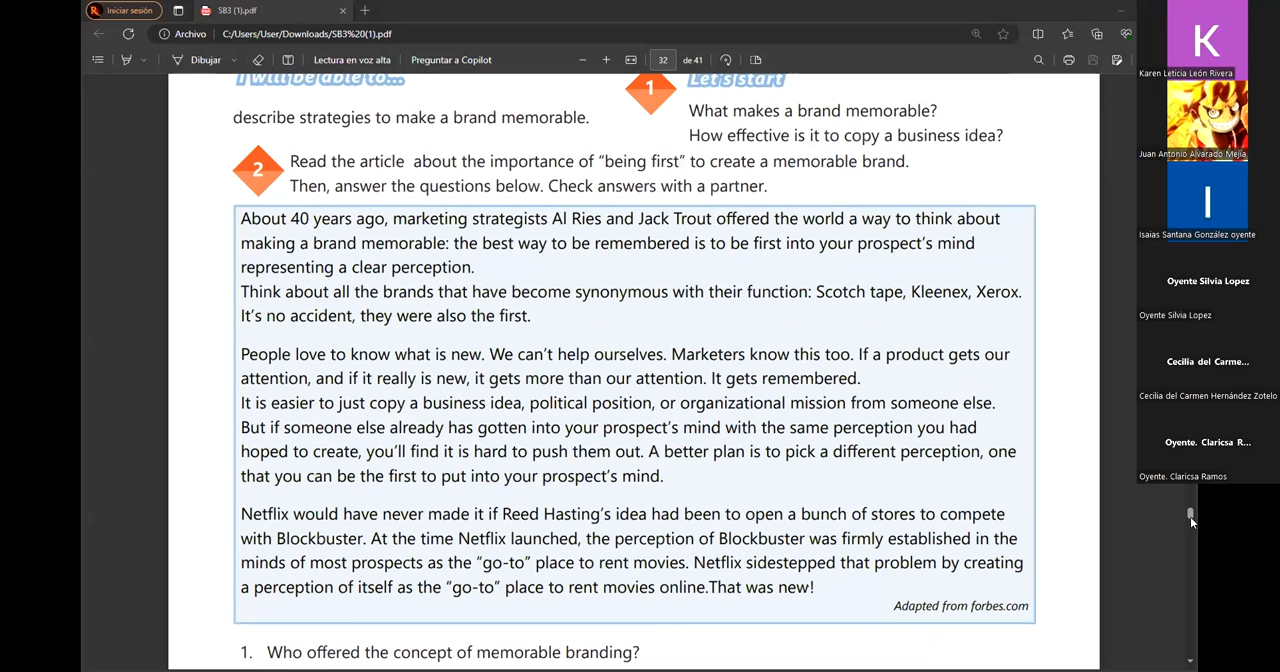 Iniciar sesión
SB3 (1).pdf
Archivo
C:/Users/User/Downloads/SB3%20(1).pdf
Dibujar
Lectura en voz alta
Preguntar a Copilot
32
de 41
I will be able to...
describe strategies to make a brand memorable.
1
Let's start
What makes a brand memorable?
How effective is it to copy a business idea?
2
Read the article about the importance of “being first” to create a memorable brand.
Then, answer the questions below. Check answers with a partner.
About 40 years ago, marketing strategists Al Ries and Jack Trout offered the world a way to think about
making a brand memorable: the best way to be remembered is to be first into your prospect’s mind
representing a clear perception.
Think about all the brands that have become synonymous with their function: Scotch tape, Kleenex, Xerox.
It’s no accident, they were also the first.
People love to know what is new. We can’t help ourselves. Marketers know this too. If a product gets our
attention, and if it really is new, it gets more than our attention. It gets remembered.
It is easier to just copy a business idea, political position, or organizational mission from someone else.
But if someone else already has gotten into your prospect’s mind with the same perception you had
hoped to create, you’ll find it is hard to push them out. A better plan is to pick a different perception, one
that you can be the first to put into your prospect’s mind.
Netflix would have never made it if Reed Hasting’s idea had been to open a bunch of stores to compete
with Blockbuster. At the time Netflix launched, the perception of Blockbuster was firmly established in the
minds of most prospects as the “go-to” place to rent movies. Netflix sidestepped that problem by creating
a perception of itself as the “go-to” place to rent movies online.That was new!
Adapted from forbes.com
1. Who offered the concept of memorable branding?
K
Karen Leticia León Rivera
Juan Antonio Alvarado Mejía
I
Isaias Santana González oyente
Oyente Silvia Lopez
Oyente Silvia Lopez
Cecilia del Carme...
Cecilia del Carmen Hernández Zotelo
Oyente. Claricsa R...
Oyente. Claricsa Ramos